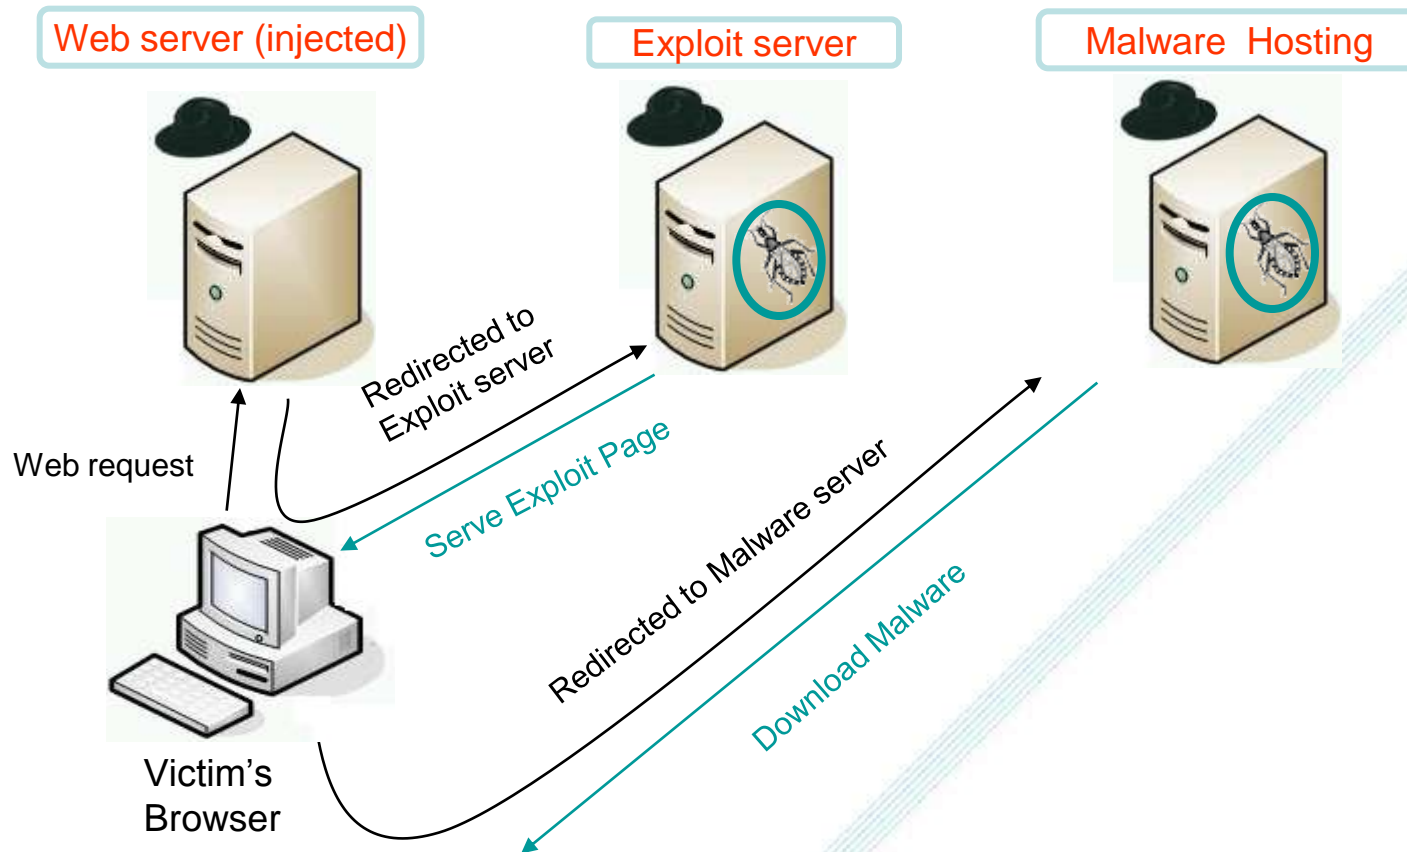 Web server (injected)
Exploit server
Malware Hosting
Redirected to
Exploit server
Web request
Serve Exploit Page
Redirected to Malware server
Download Malware
Victim’s
Browser